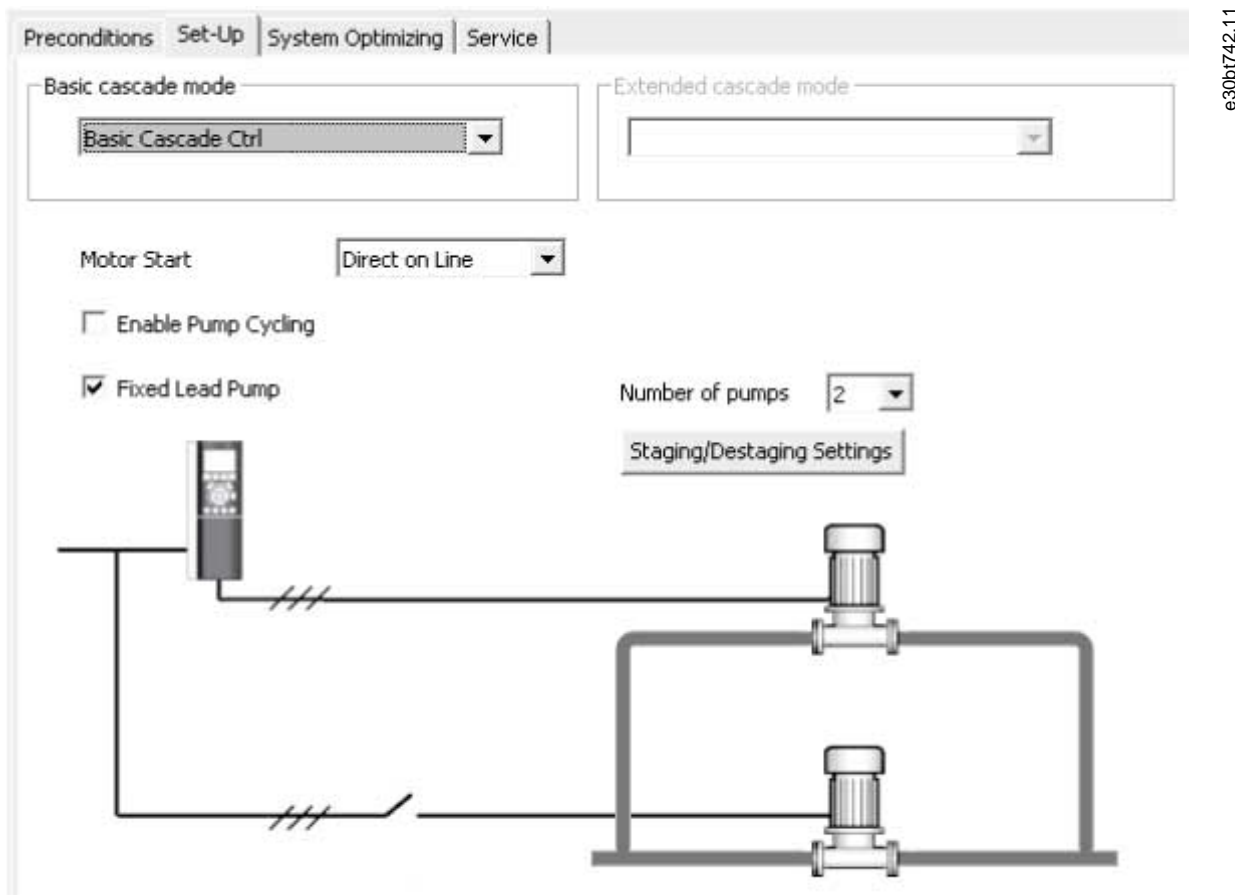 Preconditions Set-Up System Optimizing Service
Basic cascade mode
Extended cascade mode
Basic Cascade Ctrl
Motor Start
Direct on Line
Enable Pump Cycling
Fixed Lead Pump
Number of pumps 2
Staging/Destaging Settings
e30bt742.11